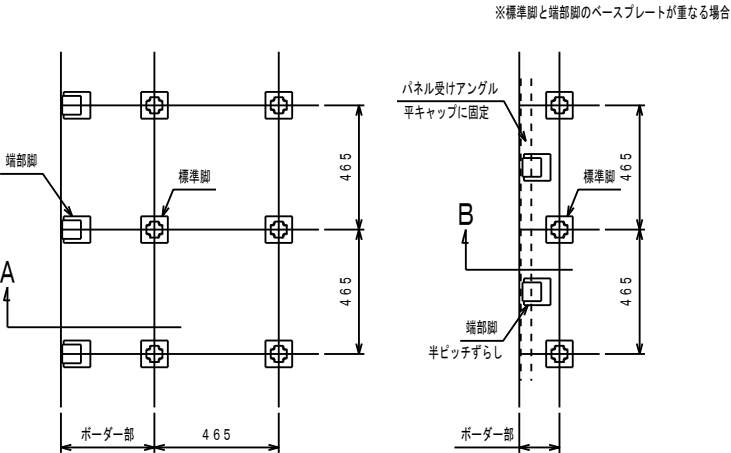 ※標準脚と端部脚のベースプレートが重なる場合
端部脚
標準脚
465
465
A
ボーダー部
465
パネル受けアングル
平キャップに固定
標準脚
465
B
465
端部脚
半ピッチずらし
ボーダー部